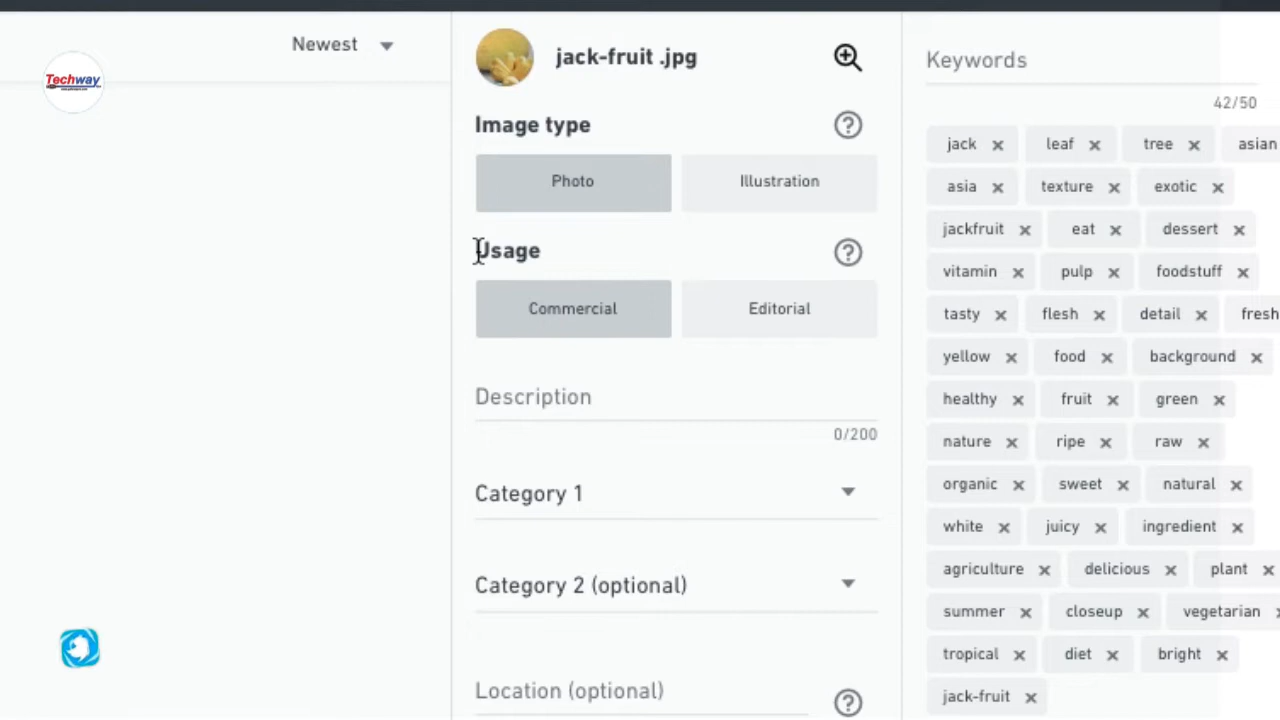 Newest
Techway
jack-fruit .jpg
Image type
Photo
Illustration
Usage
Commercial
Editorial
Description
0/200
Category 1
Category 2 (optional)
Location (optional)
Keywords
42/50
jack leaf tree asian
asia texture exotic
jackfruit eat dessert
vitamin pulp foodstuff
tasty flesh detail fresh
yellow food background
healthy fruit green
nature ripe raw
organic sweet natural
white juicy ingredient
agriculture delicious plant
summer closeup vegetarian
tropical diet bright
jack-fruit